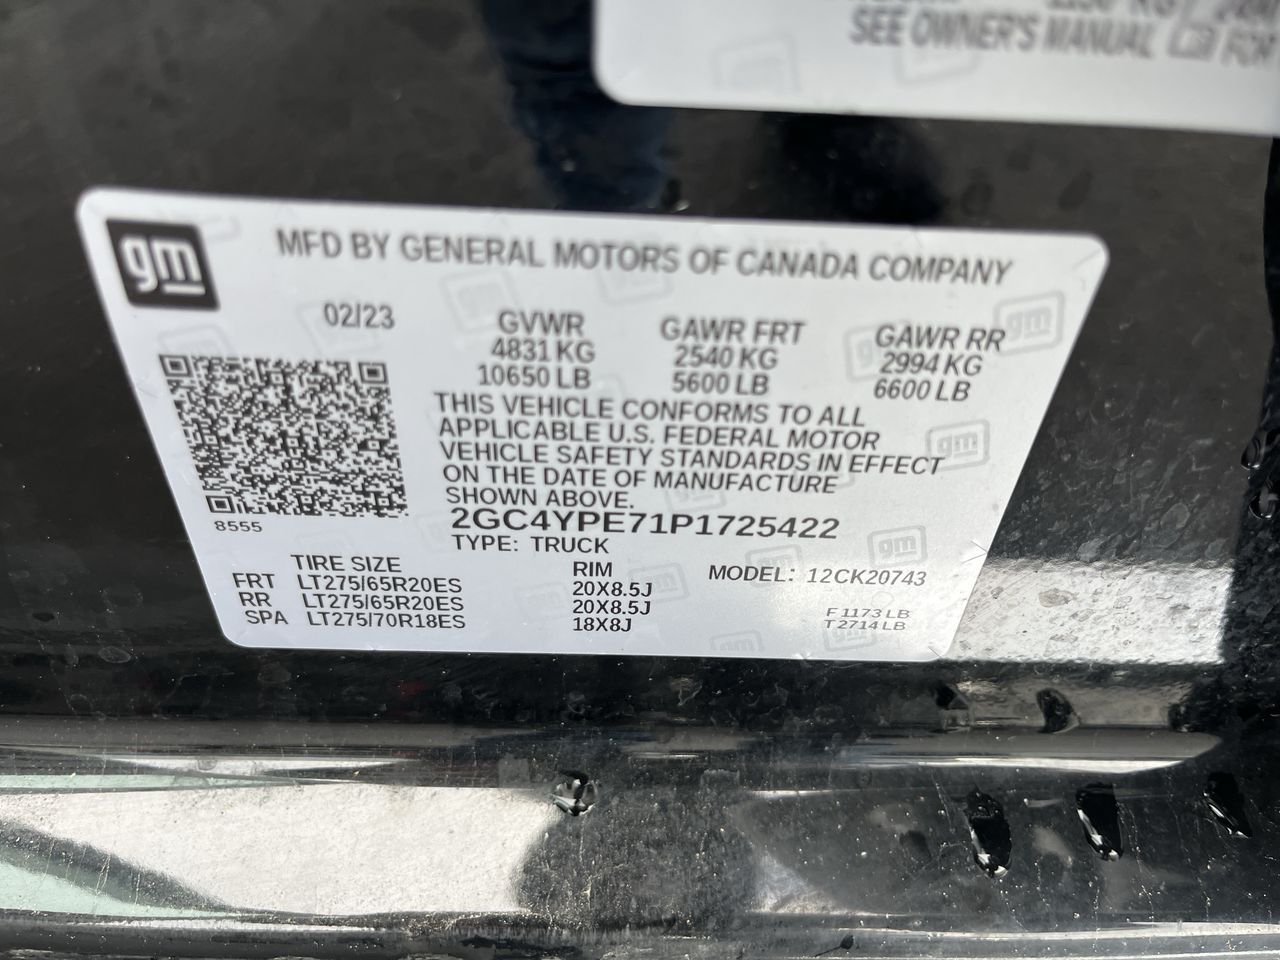 SEE OWNER'S MANUAL FOR
gm
MFD BY GENERAL MOTORS OF CANADA COMPANY
02/23 GVWR GAWR FRT GAWR RR
4831 KG 2540 KG 2994 KG
10650 LB 5600 LB 6600 LB
THIS VEHICLE CONFORMS TO ALL
APPLICABLE U.S. FEDERAL MOTOR
VEHICLE SAFETY STANDARDS IN EFFECT
ON THE DATE OF MANUFACTURE
SHOWN ABOVE.
8555
2GC4YPE71P1725422
TYPE: TRUCK
TIRE SIZE RIM MODEL: 12CK20743
FRT LT275/65R20ES 20X8.5J
RR LT275/65R20ES 20X8.5J
SPA LT275/70R18ES 18X8J
F 1173 LB
T 2714 LB